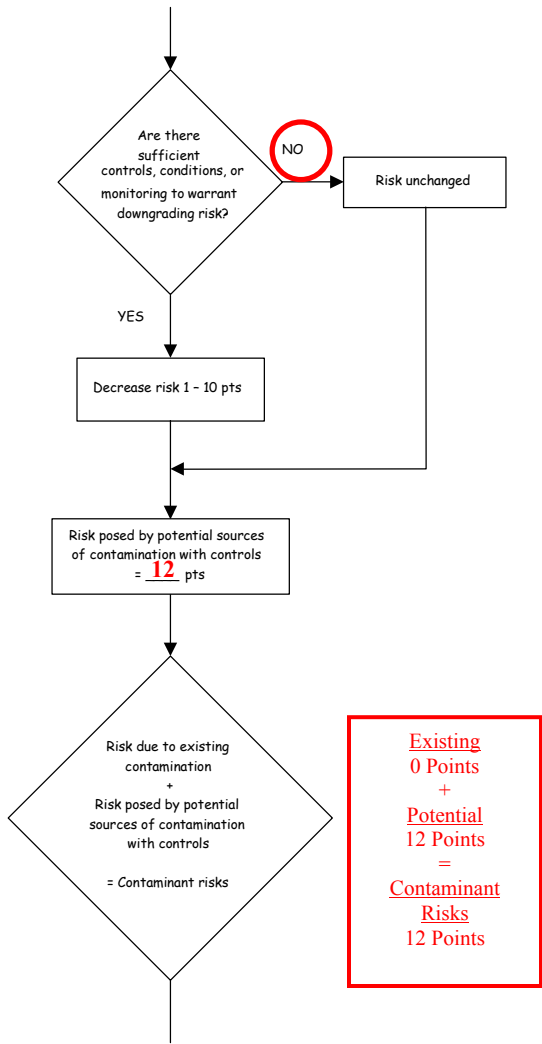 Are there
sufficient
controls, conditions, or
monitoring to warrant
downgrading risk?
NO
Risk unchanged
YES
Decrease risk 1 – 10 pts
Risk posed by potential sources
of contamination with controls
= 12 pts
Risk due to existing
contamination
+
Risk posed by potential
sources of contamination
with controls
= Contaminant risks
Existing
0 Points
+
Potential
12 Points
=
Contaminant
Risks
12 Points